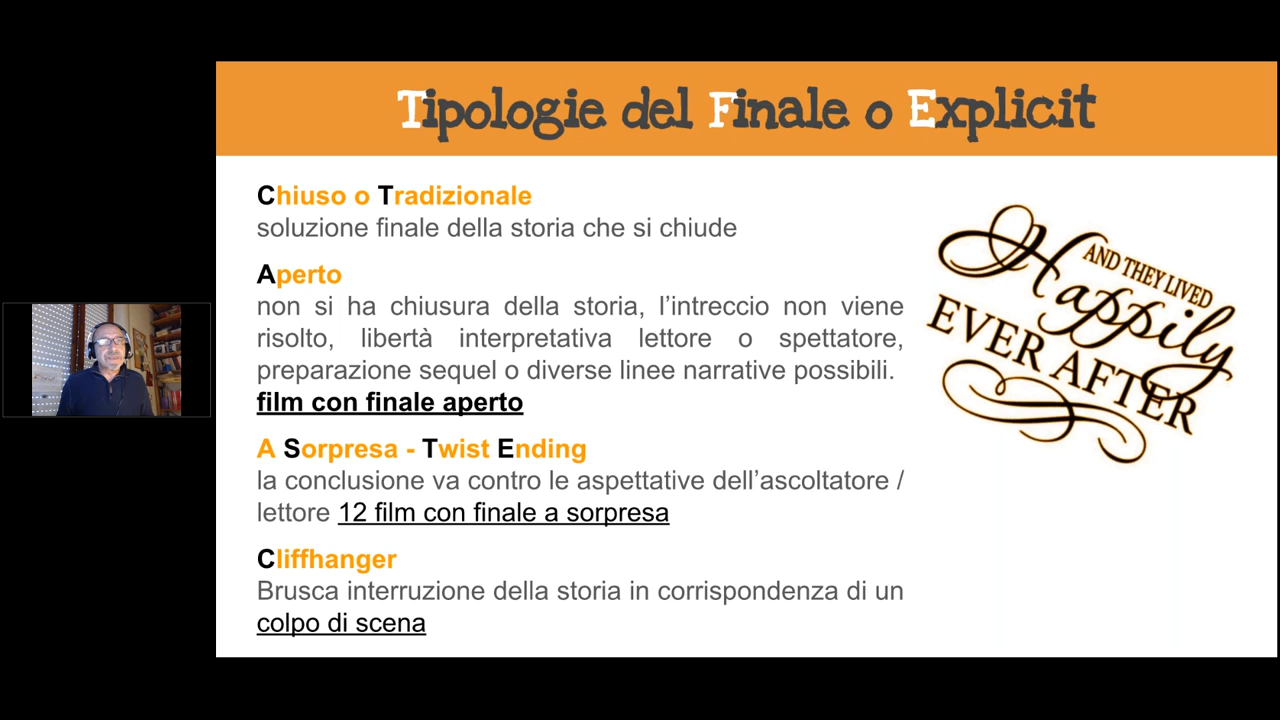 Tipologie del Finale o Explicit
Chiuso o Tradizionale
soluzione finale della storia che si chiude
Aperto
non si ha chiusura della storia, l'intreccio non viene
risolto, libertà interpretativa lettore o spettatore,
preparazione sequel o diverse linee narrative possibili.
film con finale aperto
A Sorpresa - Twist Ending
la conclusione va contro le aspettative dell'ascoltatore /
lettore 12 film con finale a sorpresa
Cliffhanger
Brusca interruzione della storia in corrispondenza di un
colpo di scena
AND THEY LIVED
Happily
EVER AFTER